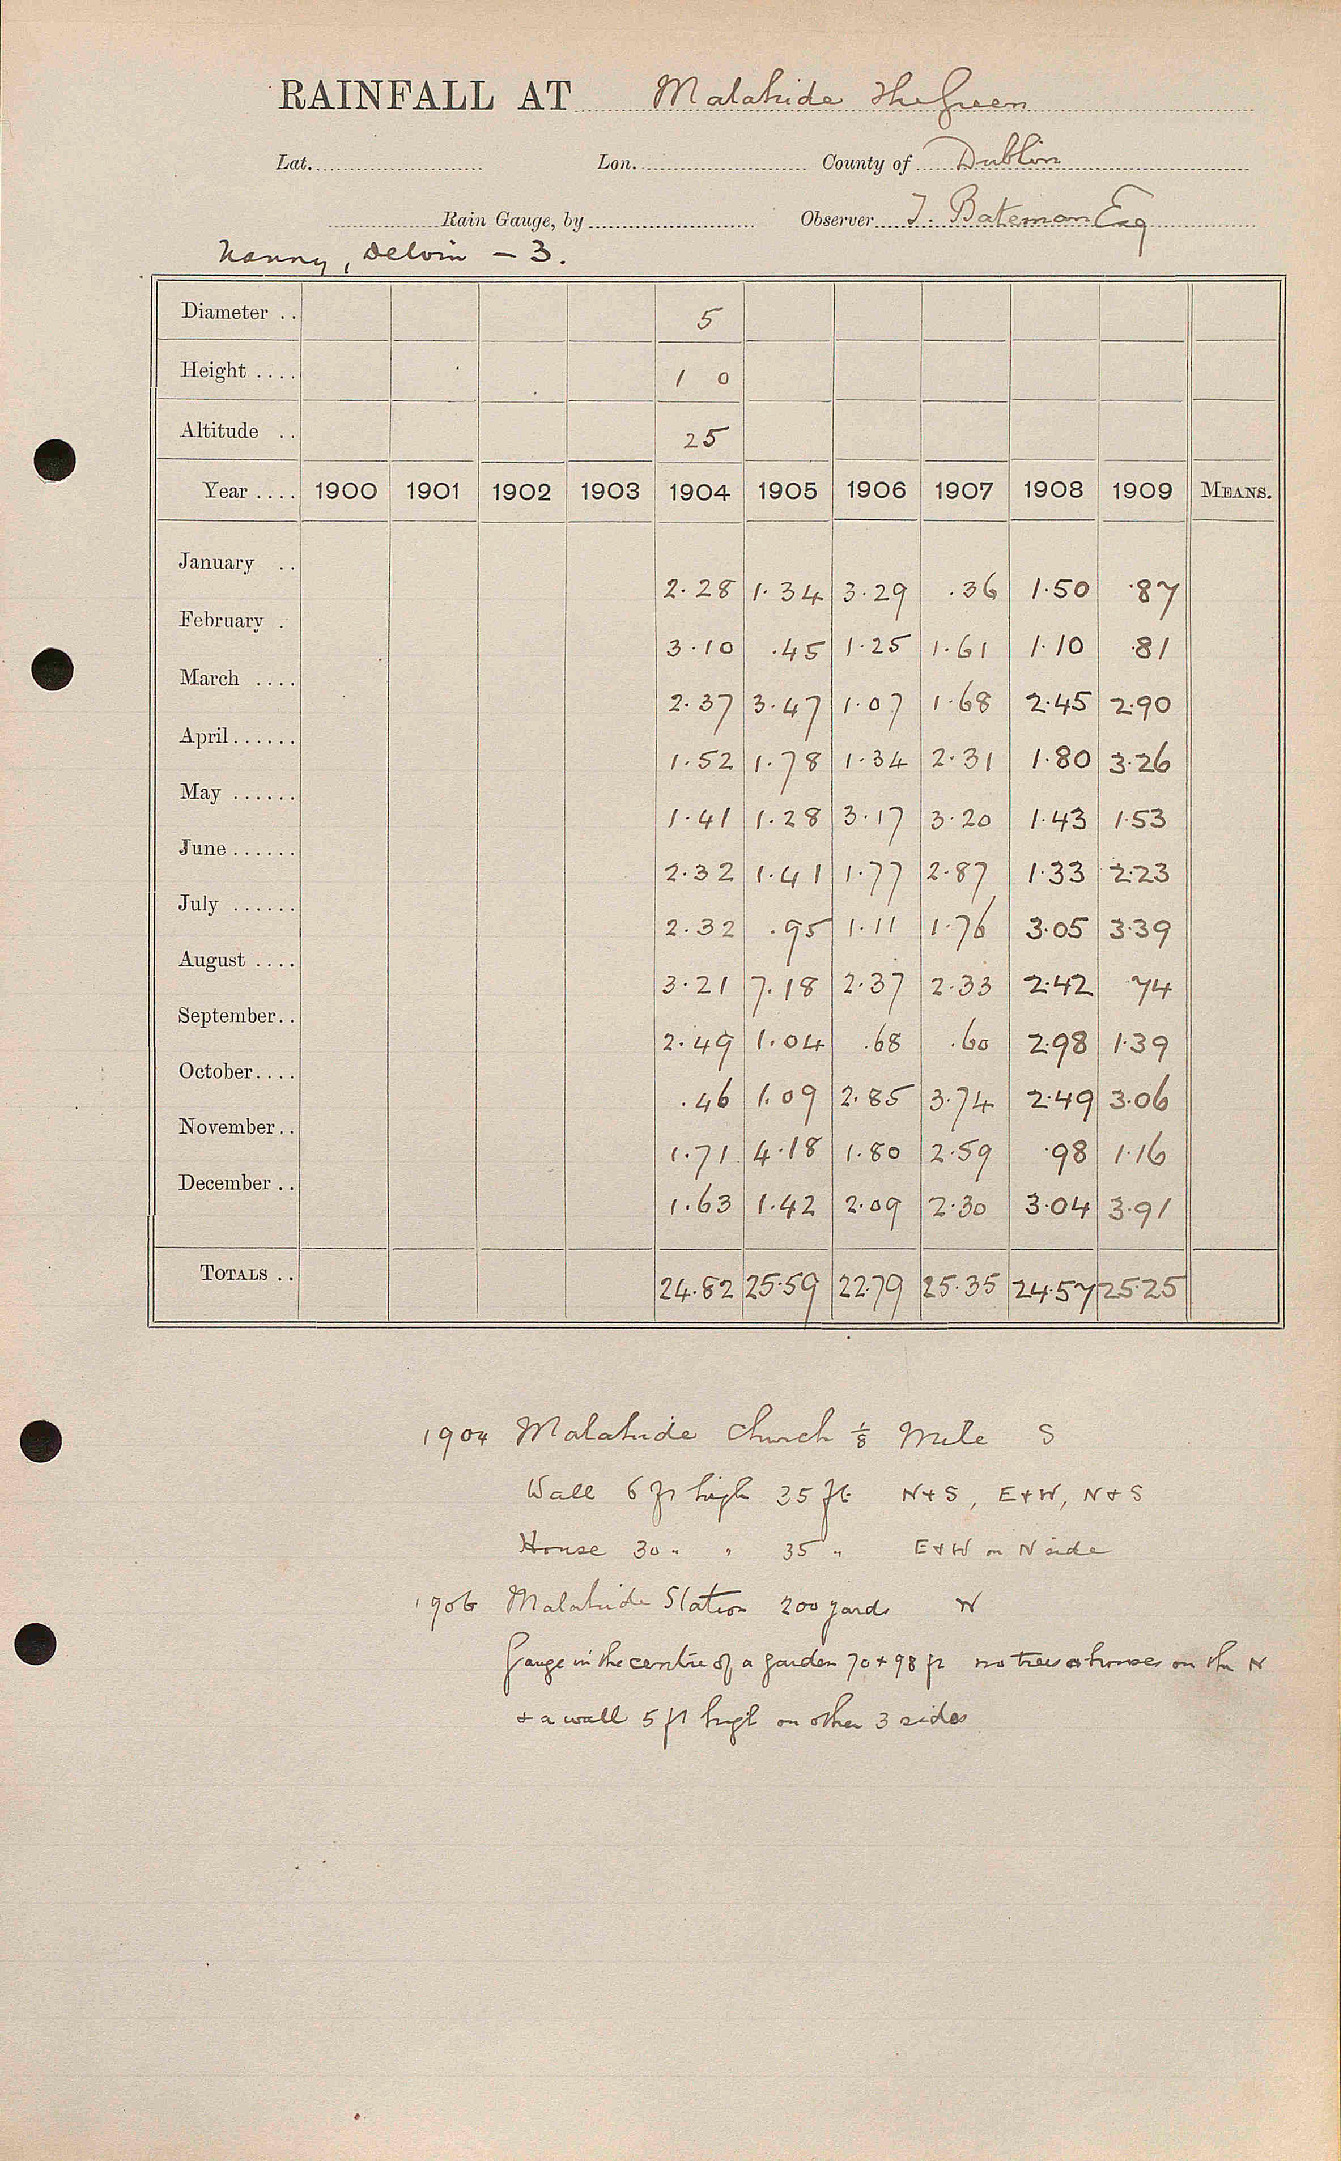 RAINFALL AT Malahide The Green
Lat. Lon. County of Dublin
Rain Gauge, by Observer T. Bateman Esq
Nanny, Delvin - 3.
Diameter .. 5
Height .... 1 0
Altitude .. 25
Year .... 1900 1901 1902 1903 1904 1905 1906 1907 1908 1909 MEANS.
January .. 2.28 1.34 3.29 .36 1.50 .87
February . 3.10 .45 1.25 1.61 1.10 .81
March .... 2.37 3.47 1.07 1.68 2.45 2.90
April...... 1.52 1.78 1.34 2.31 1.80 3.26
May ...... 1.41 1.28 3.17 3.20 1.43 1.53
June...... 2.32 1.41 1.77 2.87 1.33 2.23
July ...... 2.32 .95 1.11 1.76 3.05 3.39
August .... 3.21 7.18 2.37 2.33 2.42 74
September.. 2.49 1.04 .68 .60 2.98 1.39
October.... .46 1.09 2.85 3.74 2.49 3.06
November.. 1.71 4.18 1.80 2.59 .98 1.16
December .. 1.63 1.42 2.09 2.30 3.04 3.91
TOTALS .. 24.82 25.59 22.79 25.35 24.57 25.25
1904 Malahide Church 1/8 Mile S
Wall 6 ft high 35 ft N+S, E+W, N+S
House 30 " " 35 " E+W on N side
1906 Malahide Station 200 yards W
Gauge in the centre of a garden 70 + 98 ft no trees or houses on the N
+ a wall 5 ft high on other 3 sides